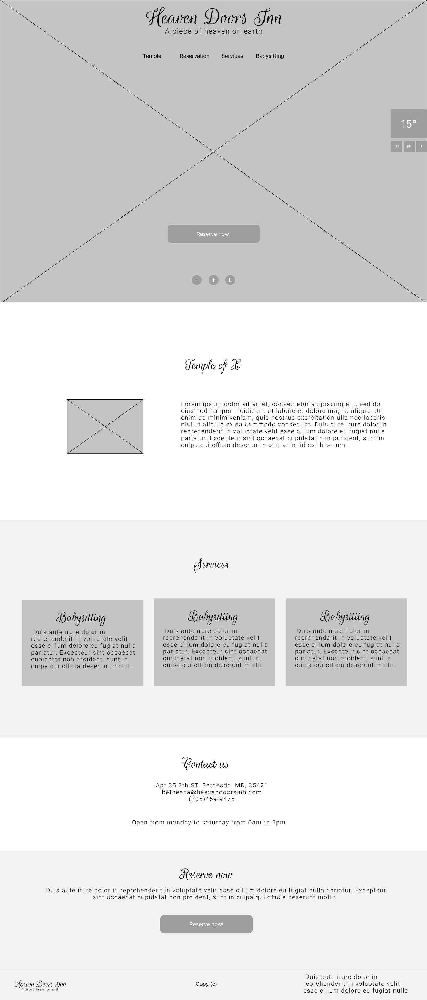 Heaven Doors Inn
A piece of heaven on earth
Temple Reservation Services Babysitting
15°
15° 15° 15°
Reserve now!
F T L
Temple of X
Lorem ipsum dolor sit amet, consectetur adipiscing elit, sed do
eiusmod tempor incididunt ut labore et dolore magna aliqua. Ut
enim ad minim veniam, quis nostrud exercitation ullamco laboris
nisi ut aliquip ex ea commodo consequat. Duis aute irure dolor in
reprehenderit in voluptate velit esse cillum dolore eu fugiat nulla
pariatur. Excepteur sint occaecat cupidatat non proident, sunt in
culpa qui officia deserunt mollit anim id est laborum.
Services
Babysitting
Duis aute irure dolor in
reprehenderit in voluptate velit
esse cillum dolore eu fugiat nulla
pariatur. Excepteur sint occaecat
cupidatat non proident, sunt in
culpa qui officia deserunt mollit.
Babysitting
Duis aute irure dolor in
reprehenderit in voluptate velit
esse cillum dolore eu fugiat nulla
pariatur. Excepteur sint occaecat
cupidatat non proident, sunt in
culpa qui officia deserunt mollit.
Babysitting
Duis aute irure dolor in
reprehenderit in voluptate velit
esse cillum dolore eu fugiat nulla
pariatur. Excepteur sint occaecat
cupidatat non proident, sunt in
culpa qui officia deserunt mollit.
Contact us
Apt 35 7th ST, Bethesda, MD, 35421
bethesda@heavendoorsinn.com
(305)459-9475
Open from monday to saturday from 6am to 9pm
Reserve now
Duis aute irure dolor in reprehenderit in voluptate velit esse cillum dolore eu fugiat nulla pariatur. Excepteur
sint occaecat cupidatat non proident, sunt in culpa qui officia deserunt mollit.
Reserve now!
Heaven Doors Inn
A piece of heaven on earth
Copy (c)
Duis aute irure dolor in
reprehenderit in voluptate velit
esse cillum dolore eu fugiat nulla